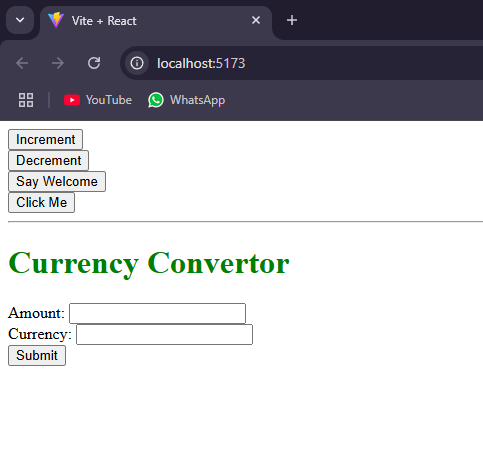 Vite + React
localhost:5173
YouTube WhatsApp
Increment
Decrement
Say Welcome
Click Me
Currency Convertor
Amount:
Currency:
Submit